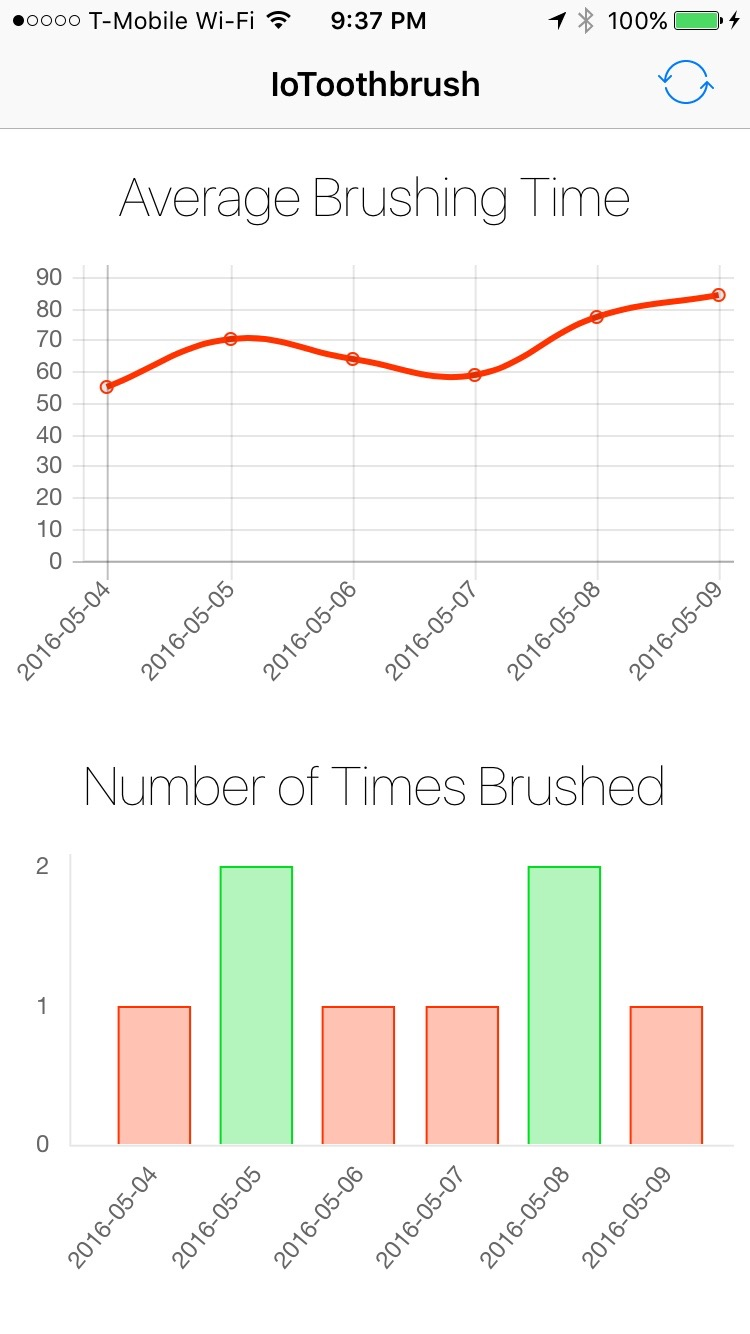 T-Mobile Wi-Fi 9:37 PM 100%
IoToothbrush
Average Brushing Time
90
80
70
60
50
40
30
20
10
0
2016-05-04 2016-05-05 2016-05-06 2016-05-07 2016-05-08 2016-05-09
Number of Times Brushed
2
1
0
2016-05-04 2016-05-05 2016-05-06 2016-05-07 2016-05-08 2016-05-09